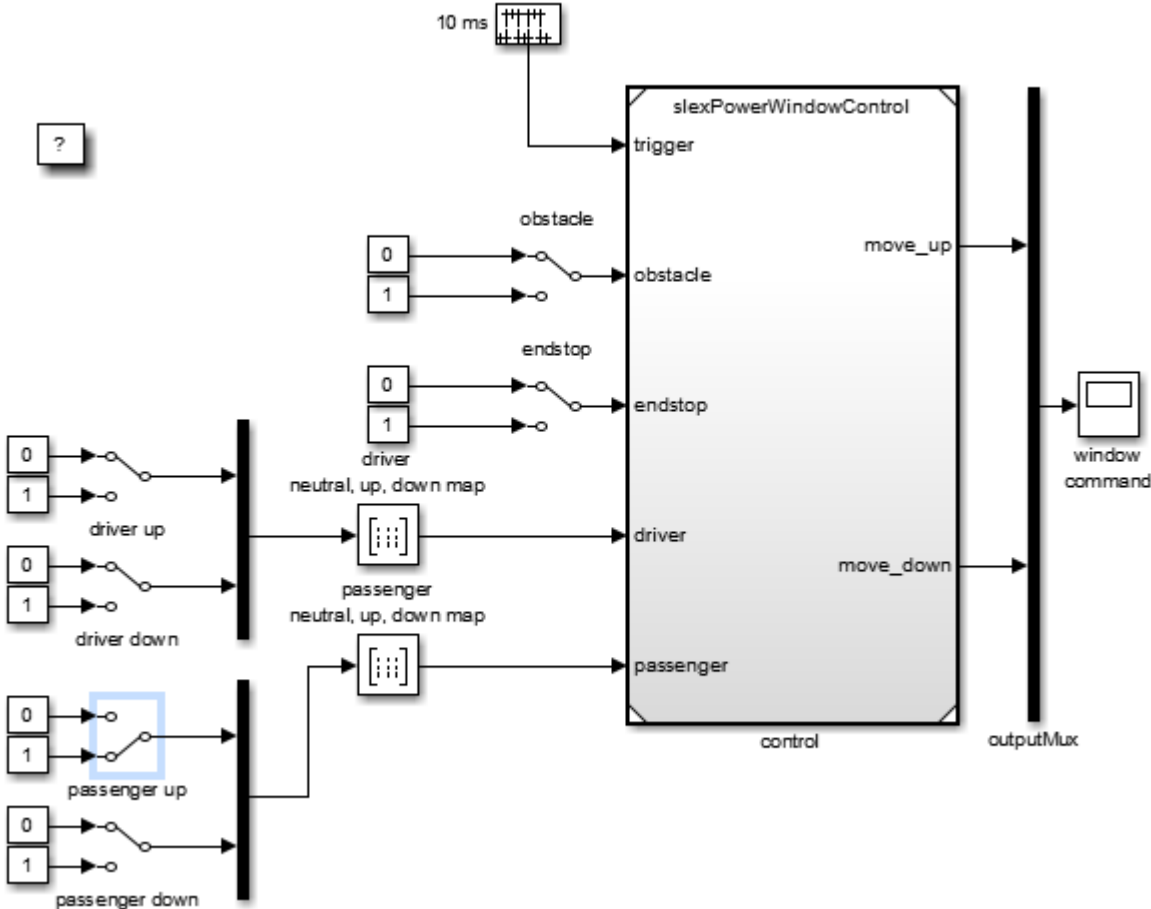 10 ms
slexPowerWindowControl
?
trigger
obstacle
0
1
obstacle
move_up
endstop
0
1
endstop
driver
neutral, up, down map
0
1
driver up
driver
window
command
0
1
driver down
passenger
neutral, up, down map
move_down
passenger
0
1
passenger up
control
outputMux
0
1
passenger down